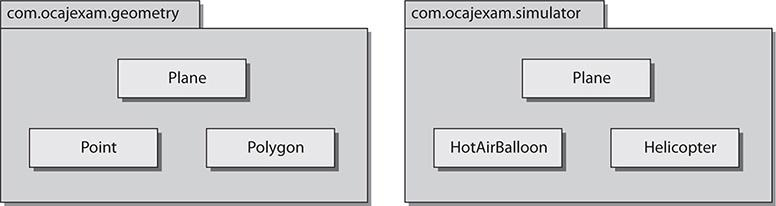 com.ocajexam.geometry
Plane
Point
Polygon
com.ocajexam.simulator
Plane
HotAirBalloon
Helicopter